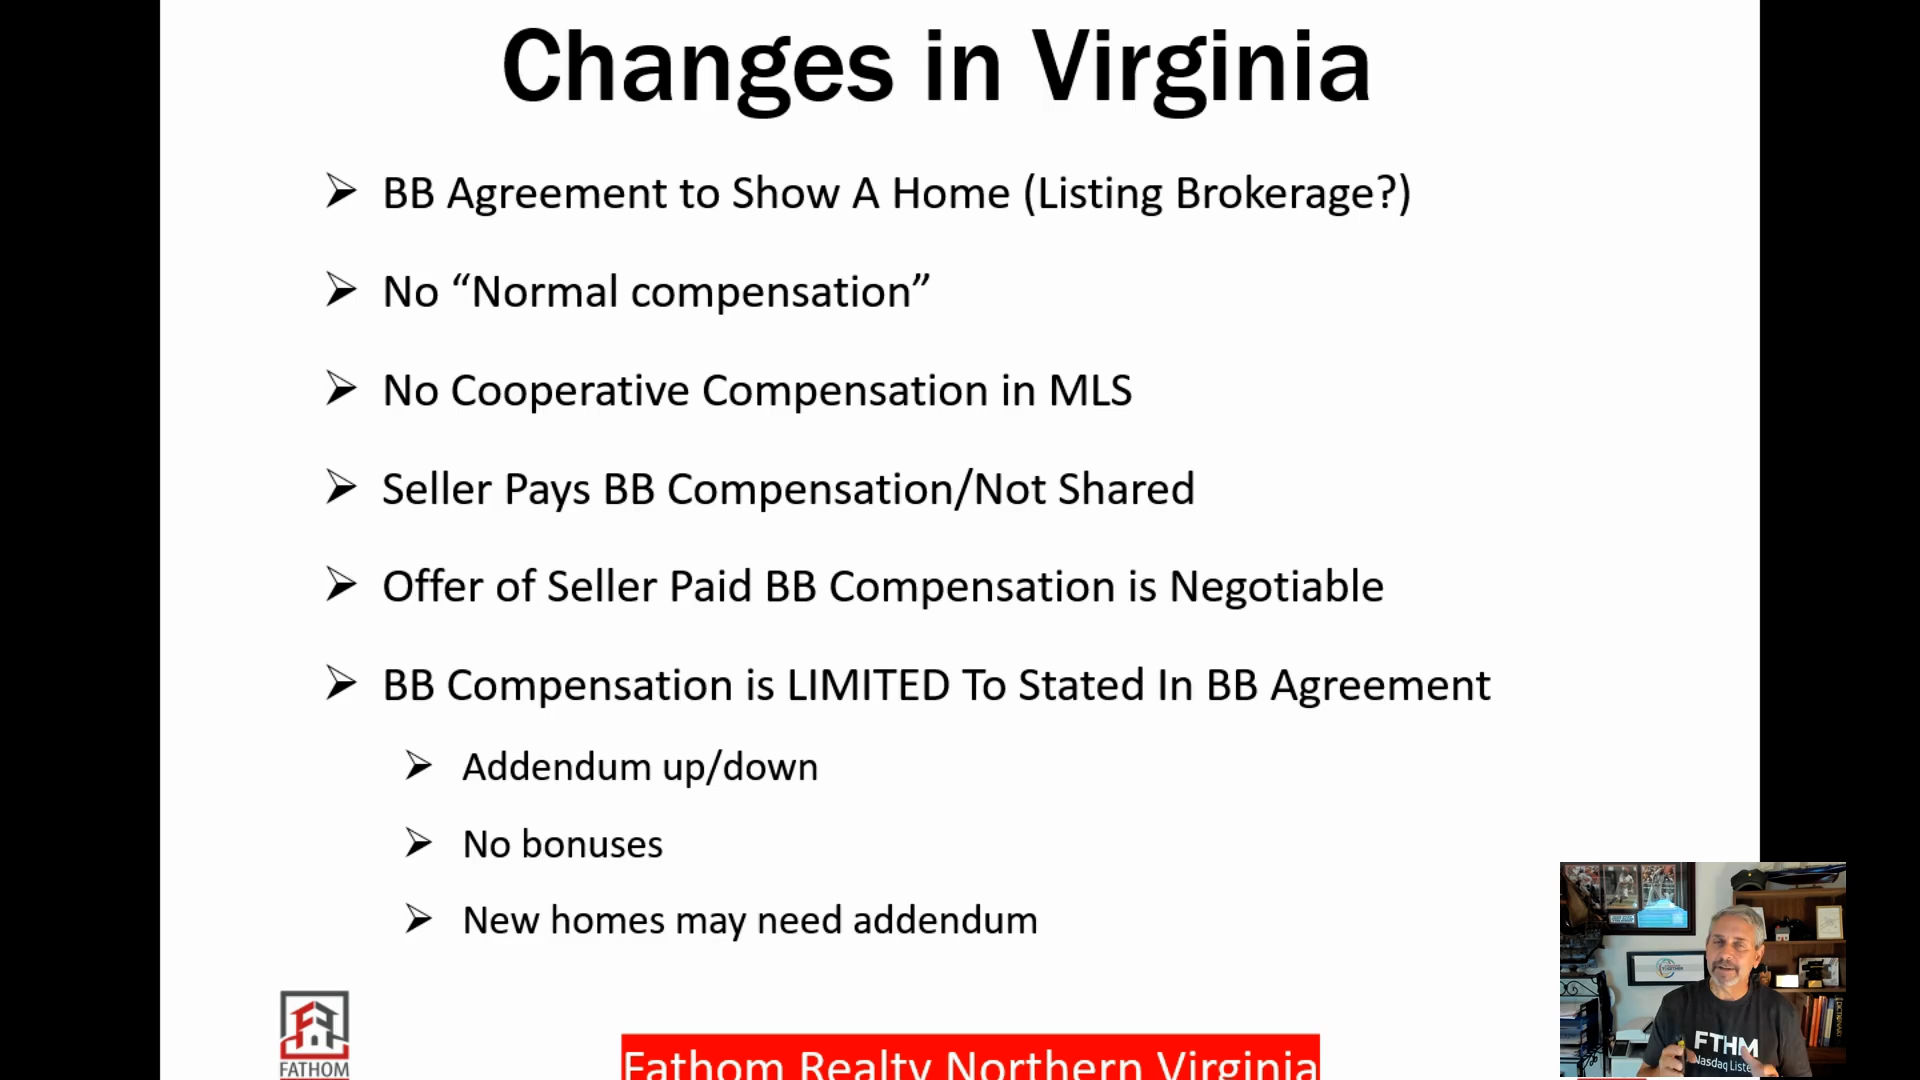 Changes in Virginia
BB Agreement to Show A Home (Listing Brokerage?)
No “Normal compensation”
No Cooperative Compensation in MLS
Seller Pays BB Compensation/Not Shared
Offer of Seller Paid BB Compensation is Negotiable
BB Compensation is LIMITED To Stated In BB Agreement
Addendum up/down
No bonuses
New homes may need addendum
FATHOM
Fathom Realty Northern Virginia
TOGETHER
FTHM
Nasdaq Liste